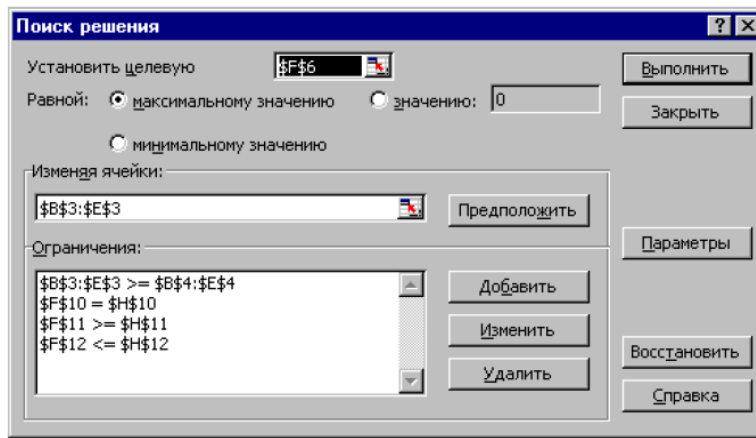 Поиск решения
Установить целевую $F$6 Выполнить
Равной: максимальному значению значению: 0 Закрыть
минимальному значению
Изменяя ячейки:
$B$3:$E$3 Предположить
Ограничения: Параметры
$B$3:$E$3 >= $B$4:$E$4 Добавить
$F$10 = $H$10
$F$11 >= $H$11 Изменить
$F$12 <= $H$12 Восстановить
Удалить
Справка